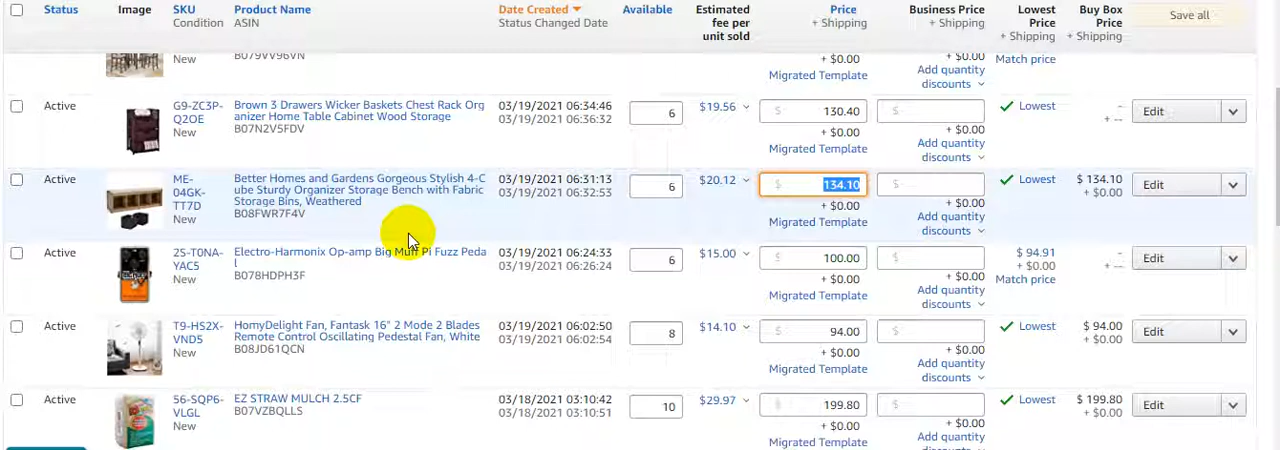 Status
Image
SKU
Condition
Product Name
ASIN
Date Created
Status Changed Date
Available
Estimated
fee per
unit sold
Price
+ Shipping
Business Price
+ Shipping
Lowest
Price
+ Shipping
Buy Box
Price
+ Shipping
Save all
New
B079VV96VN
+ $0.00
Migrated Template
+ $0.00
Add quantity
discounts
Match price
Active
G9-ZC3P-
Q2OE
New
Brown 3 Drawers Wicker Baskets Chest Rack Org
anizer Home Table Cabinet Wood Storage
B07N2V5FDV
03/19/2021 06:34:46
03/19/2021 06:36:32
6
$19.56
$ 130.40
+ $0.00
Migrated Template
$
+ $0.00
Add quantity
discounts
Lowest
-
+ --
Edit
Active
ME-
04GK-
TT7D
New
Better Homes and Gardens Gorgeous Stylish 4-C
ube Sturdy Organizer Storage Bench with Fabric
Storage Bins, Weathered
B08FWR7F4V
03/19/2021 06:31:13
03/19/2021 06:32:53
6
$20.12
$ 134.10
+ $0.00
Migrated Template
$
+ $0.00
Add quantity
discounts
Lowest
$ 134.10
+ $0.00
Edit
Active
2S-T0NA-
YAC5
New
Electro-Harmonix Op-amp Big Muff Pi Fuzz Peda
l
B078HDPH3F
03/19/2021 06:24:33
03/19/2021 06:26:24
6
$15.00
$ 100.00
+ $0.00
Migrated Template
$
+ $0.00
Add quantity
discounts
$ 94.91
+ $0.00
Match price
-
+ --
Edit
Active
T9-HS2X-
VND5
New
HomyDelight Fan, Fantask 16" 2 Mode 2 Blades
Remote Control Oscillating Pedestal Fan, White
B08JD61QCN
03/19/2021 06:02:50
03/19/2021 06:02:54
8
$14.10
$ 94.00
+ $0.00
Migrated Template
$
+ $0.00
Add quantity
discounts
Lowest
$ 94.00
+ $0.00
Edit
Active
56-SQP6-
VLGL
New
EZ STRAW MULCH 2.5CF
B07VZBQLLS
03/18/2021 03:10:42
03/18/2021 03:10:51
10
$29.97
$ 199.80
+ $0.00
Migrated Template
$
+ $0.00
Add quantity
discounts
Lowest
$ 199.80
+ $0.00
Edit